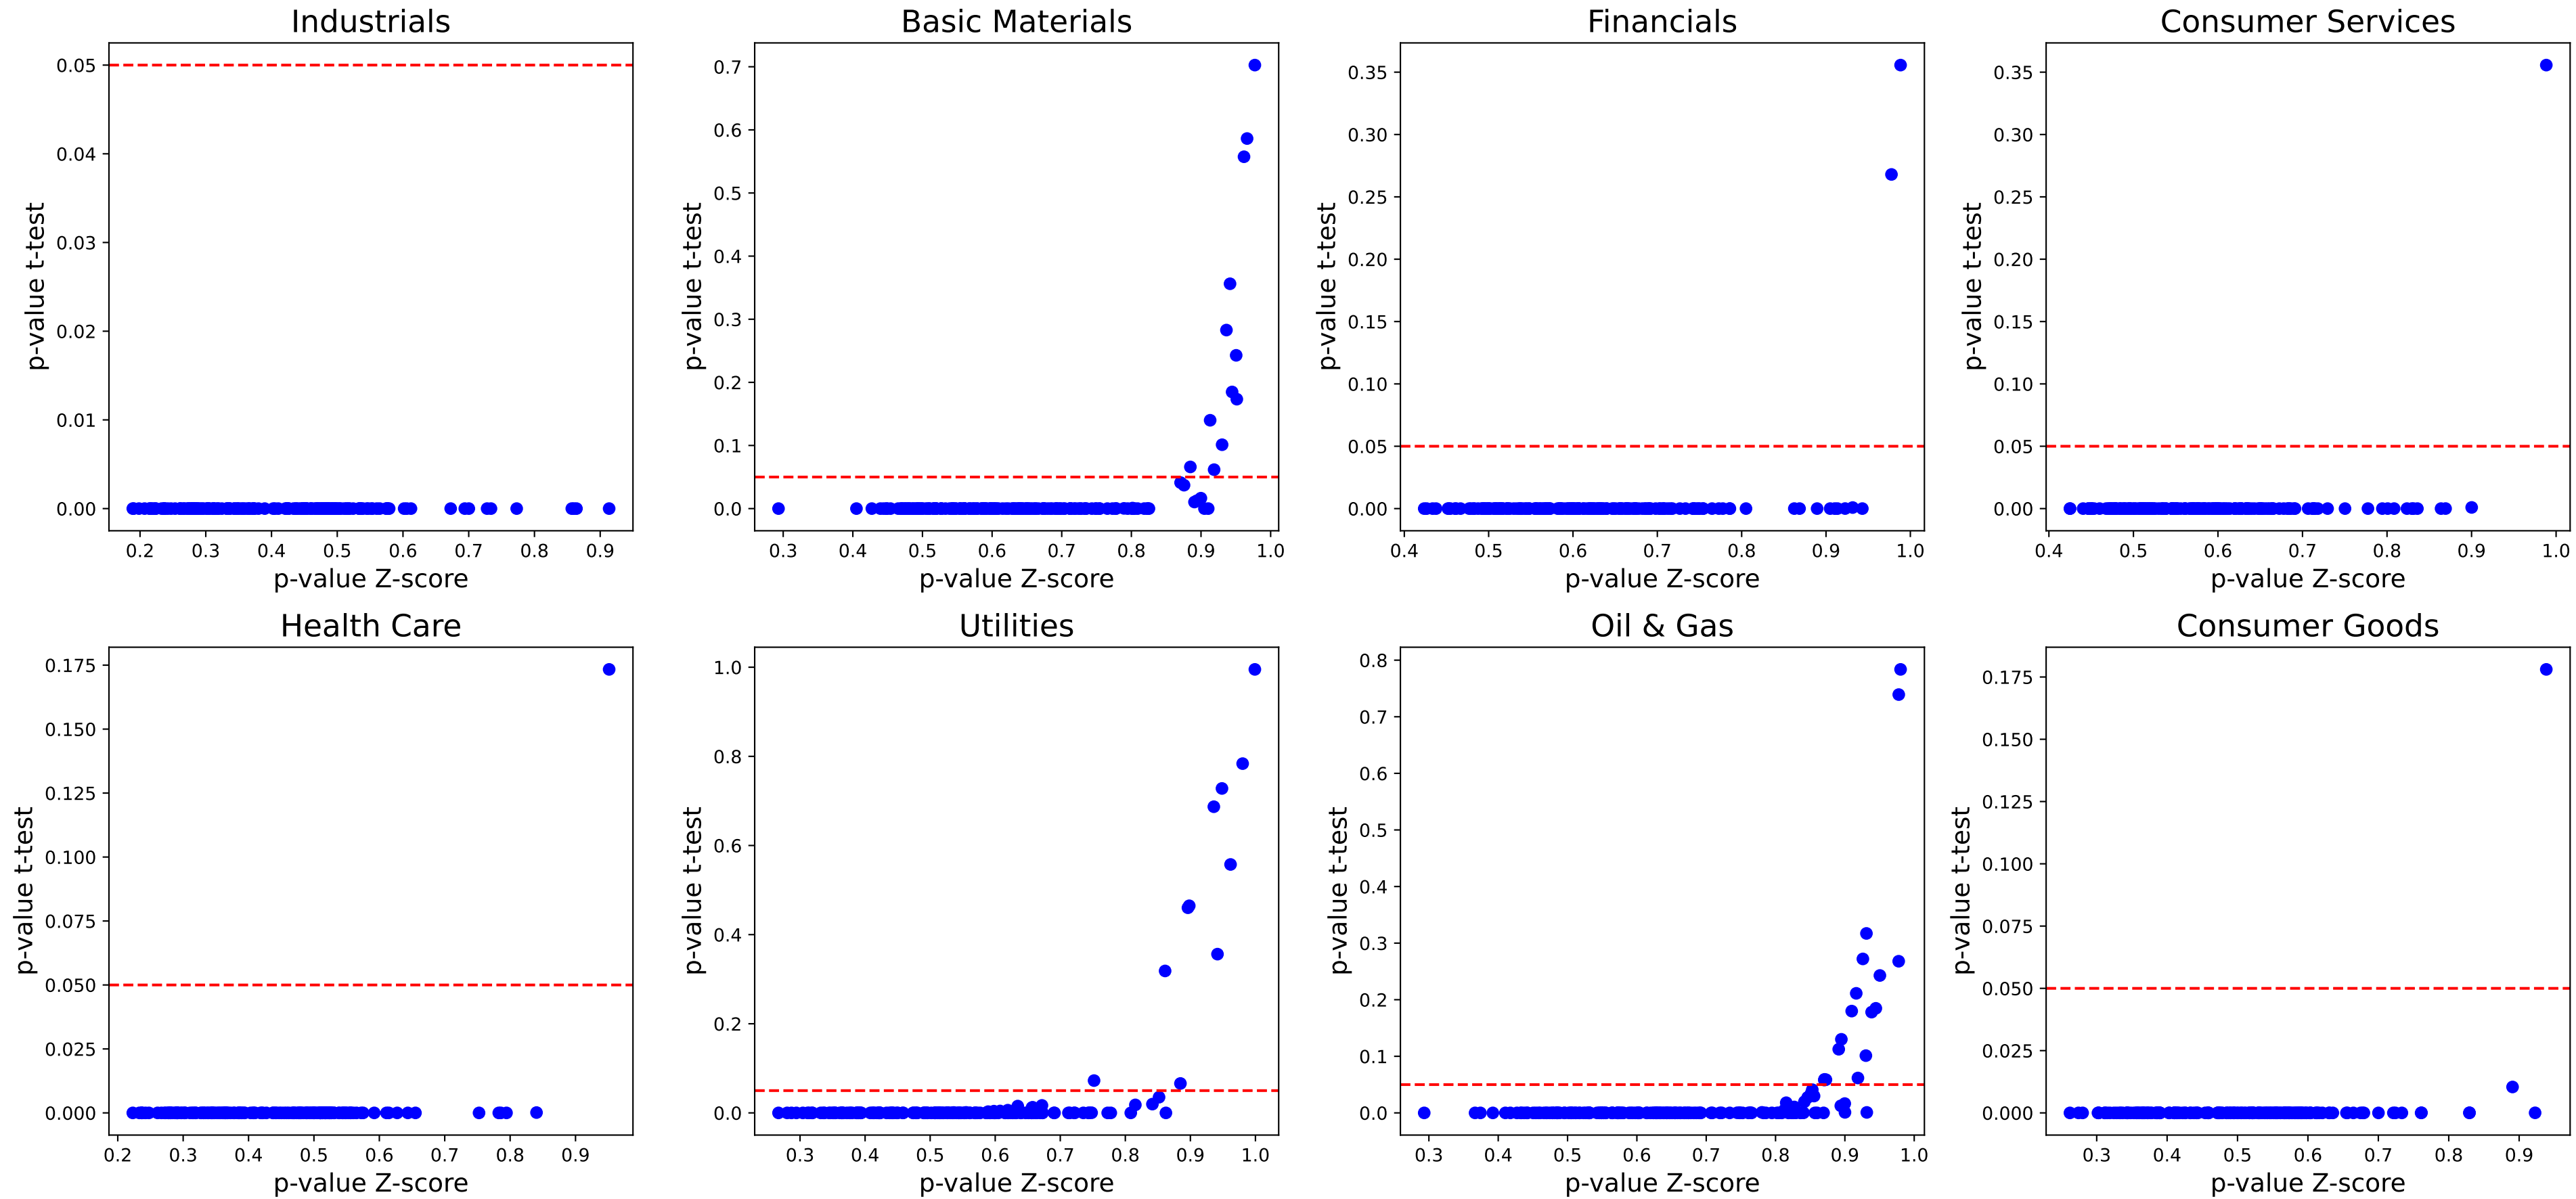 Industrials
0.05
0.04
0.03
0.02
0.01
0.00
p-value t-test
0.2 0.3 0.4 0.5 0.6 0.7 0.8 0.9
p-value Z-score
Basic Materials
0.7
0.6
0.5
0.4
0.3
0.2
0.1
0.0
p-value t-test
0.3 0.4 0.5 0.6 0.7 0.8 0.9 1.0
p-value Z-score
Financials
0.35
0.30
0.25
0.20
0.15
0.10
0.05
0.00
p-value t-test
0.4 0.5 0.6 0.7 0.8 0.9 1.0
p-value Z-score
Consumer Services
0.35
0.30
0.25
0.20
0.15
0.10
0.05
0.00
p-value t-test
0.4 0.5 0.6 0.7 0.8 0.9 1.0
p-value Z-score
Health Care
0.175
0.150
0.125
0.100
0.075
0.050
0.025
0.000
p-value t-test
0.2 0.3 0.4 0.5 0.6 0.7 0.8 0.9
p-value Z-score
Utilities
1.0
0.8
0.6
0.4
0.2
0.0
p-value t-test
0.3 0.4 0.5 0.6 0.7 0.8 0.9 1.0
p-value Z-score
Oil & Gas
0.8
0.7
0.6
0.5
0.4
0.3
0.2
0.1
0.0
p-value t-test
0.3 0.4 0.5 0.6 0.7 0.8 0.9 1.0
p-value Z-score
Consumer Goods
0.175
0.150
0.125
0.100
0.075
0.050
0.025
0.000
p-value t-test
0.3 0.4 0.5 0.6 0.7 0.8 0.9
p-value Z-score